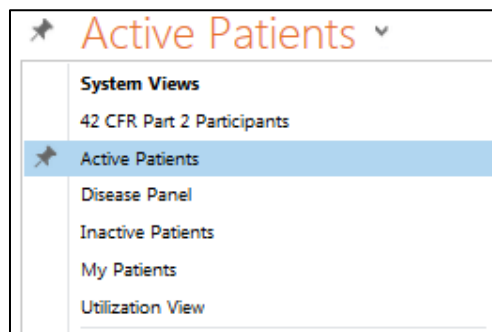 Active Patients
System Views
42 CFR Part 2 Participants
Active Patients
Disease Panel
Inactive Patients
My Patients
Utilization View